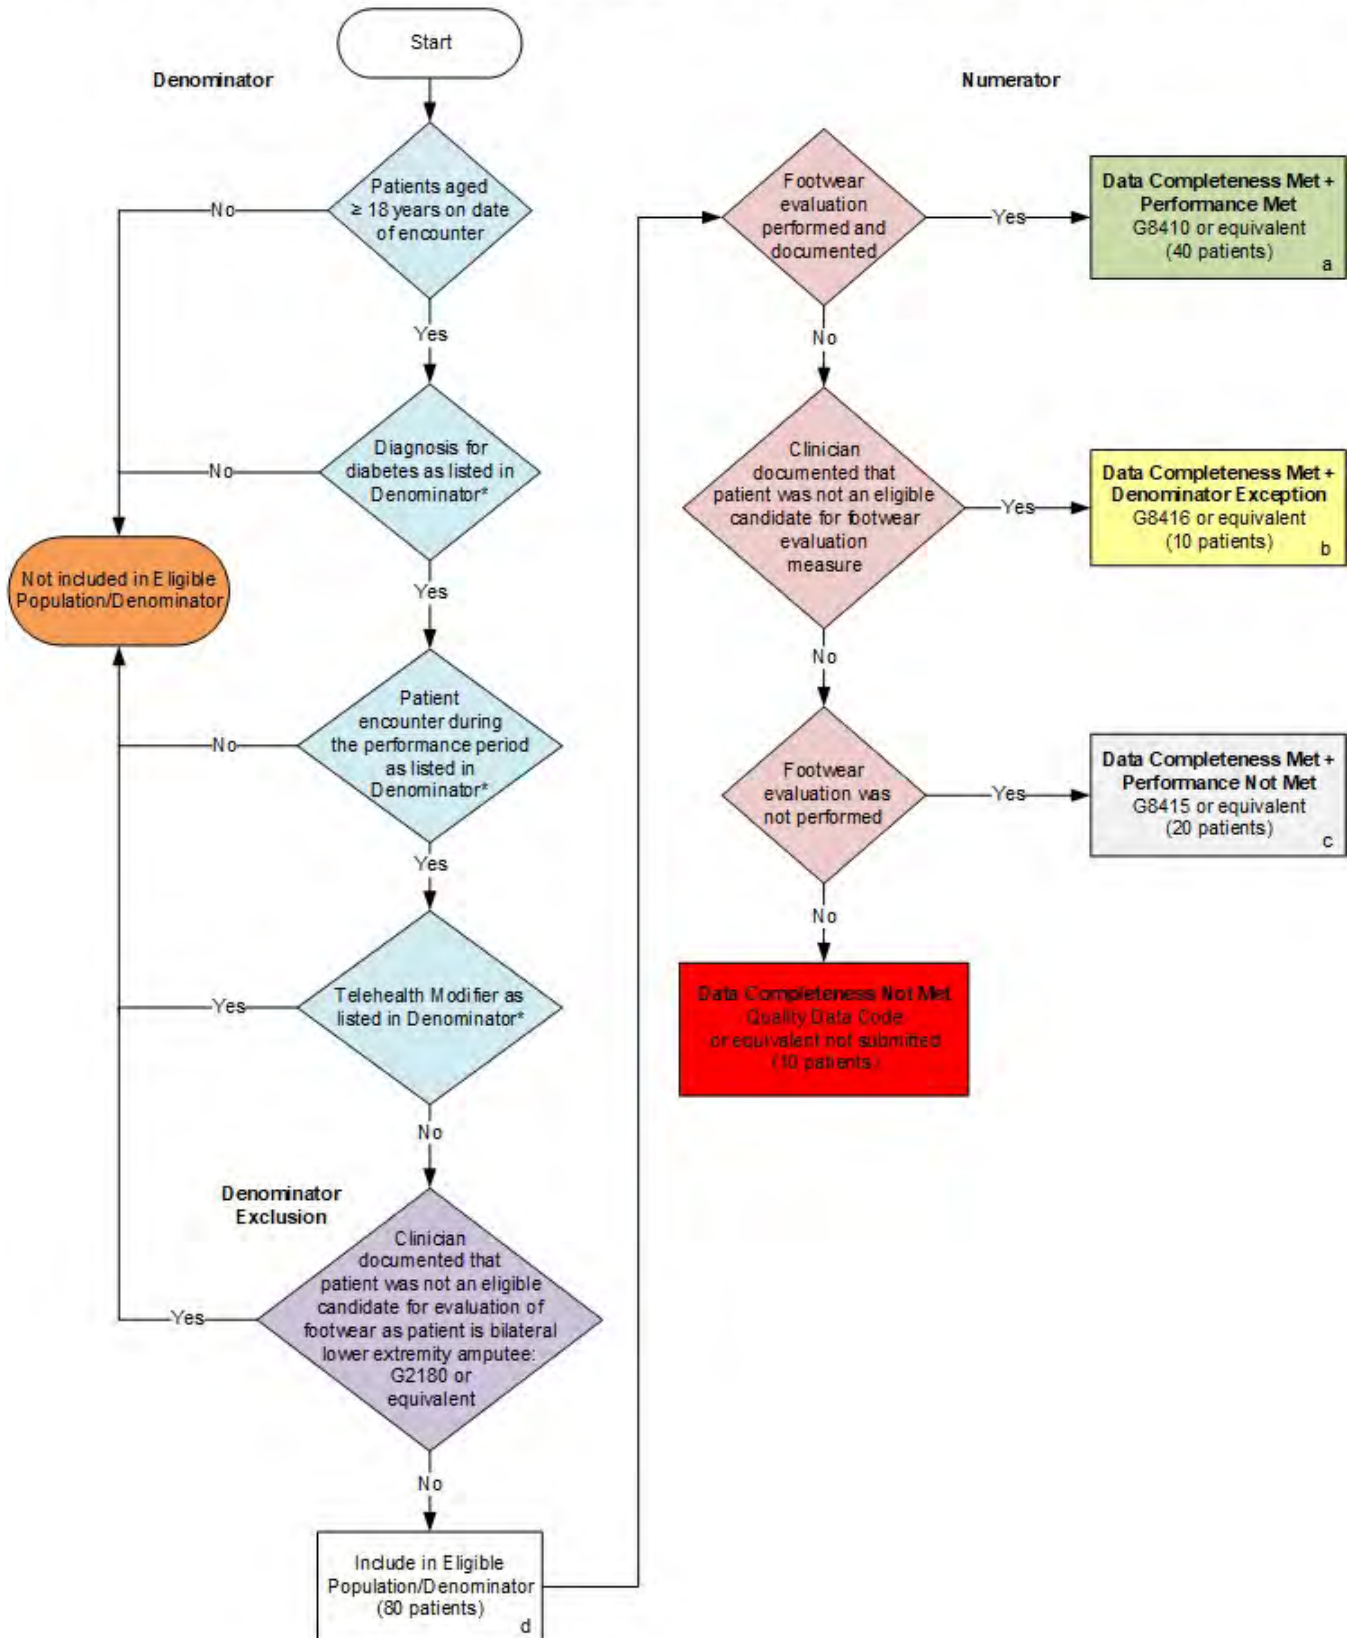 Start
Denominator
Patients aged
≥ 18 years on date
of encounter
No
Yes
Diagnosis for
diabetes as listed in
Denominator*
No
Yes
Not included in Eligible
Population/Denominator
Patient
encounter during
the performance period
as listed in
Denominator*
No
Yes
Telehealth Modifier as
listed in Denominator*
Yes
No
Denominator
Exclusion
Clinician
documented that
patient was not an eligible
candidate for evaluation of
footwear as patient is bilateral
lower extremity amputee:
G2180 or
equivalent
Yes
No
Include in Eligible
Population/Denominator
(80 patients)
d
Numerator
Footwear
evaluation
performed and
documented
Yes
Data Completeness Met +
Performance Met
G8410 or equivalent
(40 patients)
a
No
Clinician
documented that
patient was not an eligible
candidate for footwear
evaluation
measure
Yes
Data Completeness Met +
Denominator Exception
G8416 or equivalent
(10 patients)
b
No
Footwear
evaluation was
not performed
Yes
Data Completeness Met +
Performance Not Met
G8415 or equivalent
(20 patients)
c
No
Data Completeness Not Met
Quality Data Code
or equivalent not submitted
(10 patients)